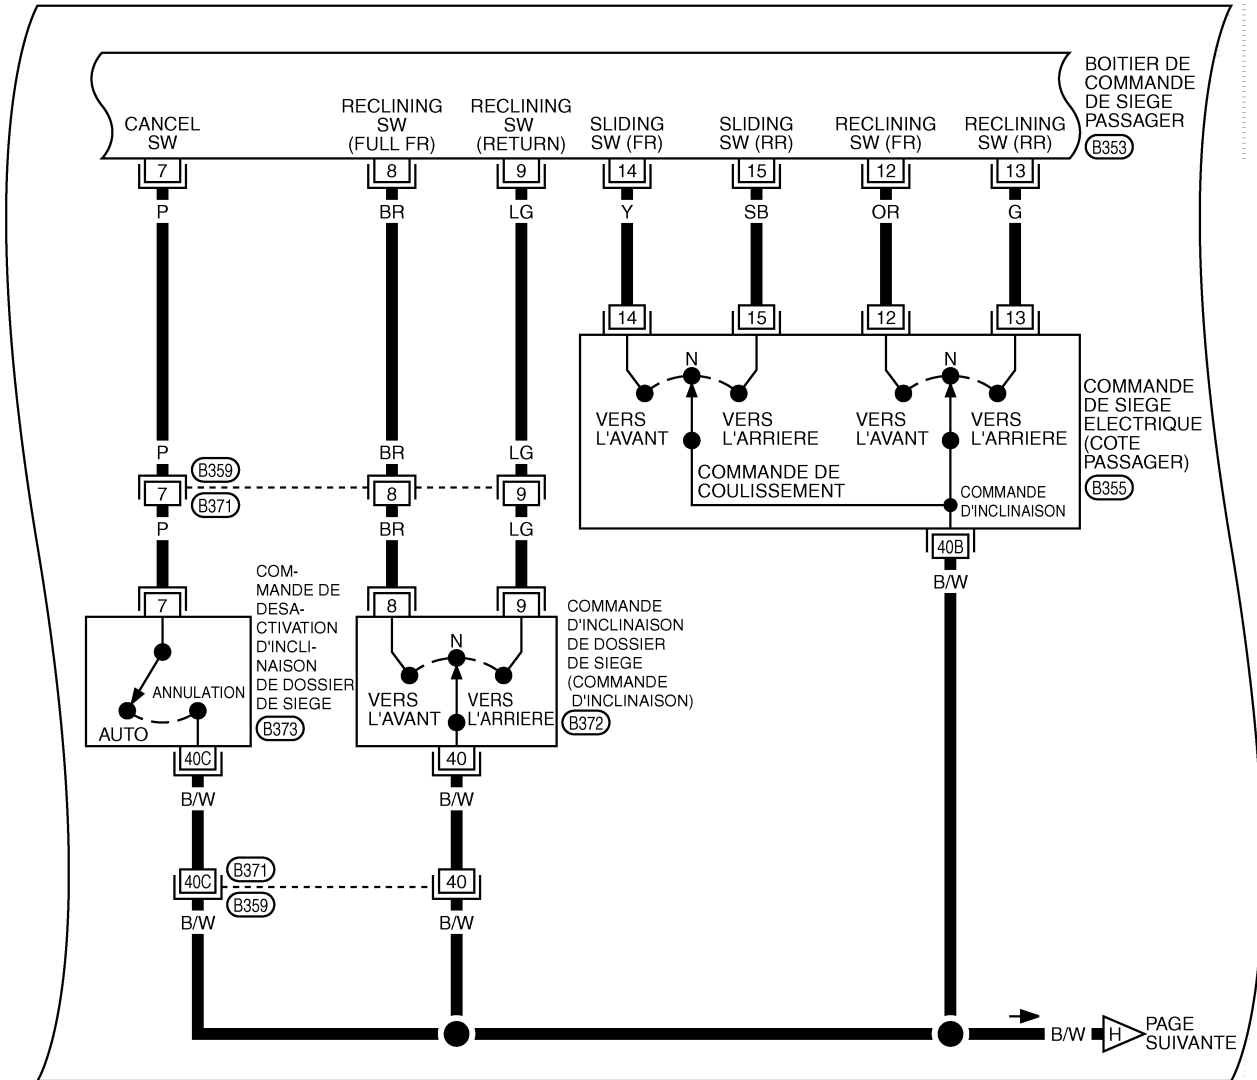 BOITIER DE
COMMANDE
DE SIEGE
PASSAGER
B353
CANCEL
SW
RECLINING
SW
(FULL FR)
RECLINING
SW
(RETURN)
SLIDING
SW (FR)
SLIDING
SW (RR)
RECLINING
SW (FR)
RECLINING
SW (RR)
7 8 9 14 15 12 13
P BR LG Y SB OR G
14 15 12 13
N N
VERS
L'AVANT
VERS
L'ARRIERE
VERS
L'AVANT
VERS
L'ARRIERE
COMMANDE DE
COULISSEMENT
COMMANDE
D'INCLINAISON
COMMANDE
DE SIEGE
ELECTRIQUE
(COTE
PASSAGER)
B355
P BR LG
B359
7 8 9
B371
P BR LG
40B
B/W
7 8 9
COM-
MANDE DE
DESA-
CTIVATION
D'INCLI-
NAISON
DE DOSSIER
DE SIEGE
B373
ANNULATION
AUTO
N
VERS
L'AVANT
VERS
L'ARRIERE
COMMANDE
D'INCLINAISON
DE DOSSIER
DE SIEGE
(COMMANDE
D'INCLINAISON)
B372
40C 40
B/W B/W
B371
40C 40
B359
B/W B/W
B/W H
PAGE
SUIVANTE